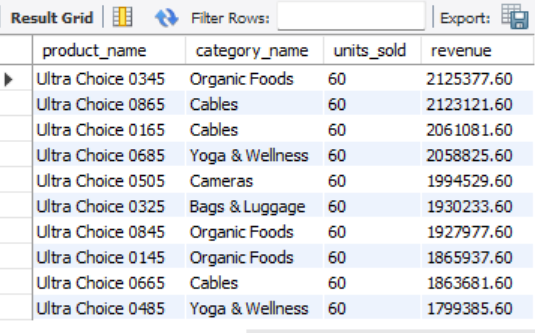 Result Grid Filter Rows: Export:
product_name category_name units_sold revenue
Ultra Choice 0345 Organic Foods 60 2125377.60
Ultra Choice 0865 Cables 60 2123121.60
Ultra Choice 0165 Cables 60 2061081.60
Ultra Choice 0685 Yoga & Wellness 60 2058825.60
Ultra Choice 0505 Cameras 60 1994529.60
Ultra Choice 0325 Bags & Luggage 60 1930233.60
Ultra Choice 0845 Organic Foods 60 1927977.60
Ultra Choice 0145 Organic Foods 60 1865937.60
Ultra Choice 0665 Cables 60 1863681.60
Ultra Choice 0485 Yoga & Wellness 60 1799385.60